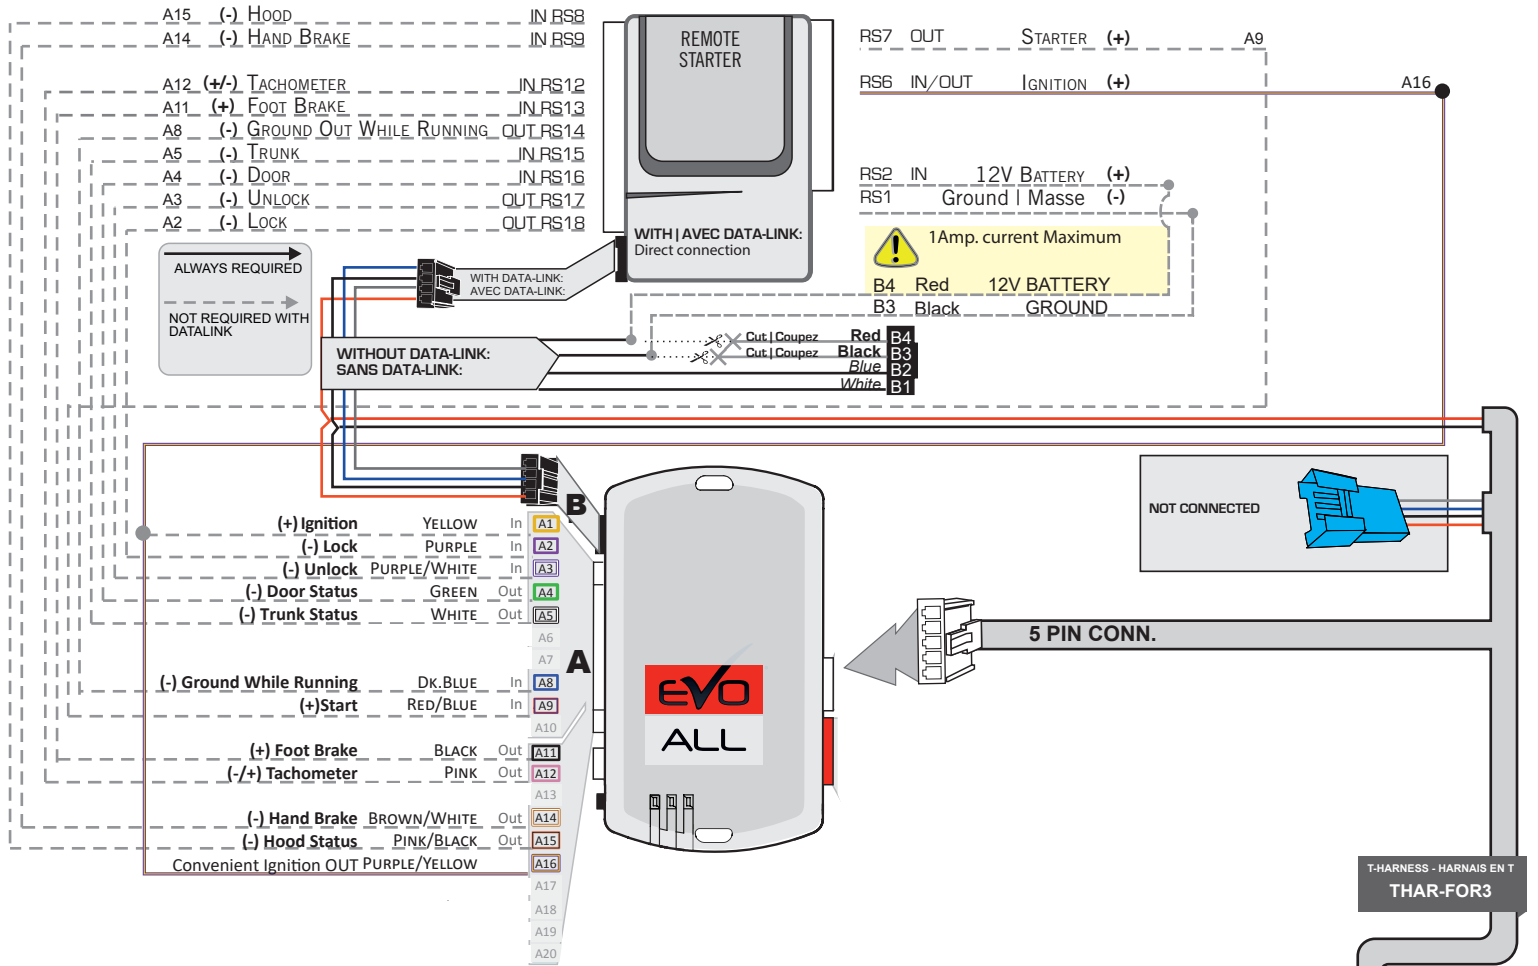 A15 (-) HOOD IN RS8
A14 (-) HAND BRAKE IN RS9
A12 (+/-) TACHOMETER IN RS12
A11 (+) FOOT BRAKE IN RS13
A8 (-) GROUND OUT WHILE RUNNING OUT RS14
A5 (-) TRUNK IN RS15
A4 (-) DOOR IN RS16
A3 (-) UNLOCK OUT RS17
A2 (-) LOCK OUT RS18
REMOTE
STARTER
WITH | AVEC DATA-LINK:
Direct connection
RS7 OUT STARTER (+) A9
RS6 IN/OUT IGNITION (+) A16
RS2 IN 12V BATTERY (+)
RS1 Ground | Masse (-)
1Amp. current Maximum
B4 Red 12V BATTERY
B3 Black GROUND
ALWAYS REQUIRED
NOT REQUIRED WITH
DATALINK
WITH DATA-LINK:
AVEC DATA-LINK:
WITHOUT DATA-LINK:
SANS DATA-LINK:
Cut | Coupez Red B4
Cut | Coupez Black B3
Blue B2
White B1
NOT CONNECTED
B
A
(+) Ignition YELLOW In A1
(-) Lock PURPLE In A2
(-) Unlock PURPLE/WHITE In A3
(-) Door Status GREEN Out A4
(-) Trunk Status WHITE Out A5
A6
A7
(-) Ground While Running DK.BLUE In A8
(+)Start RED/BLUE In A9
A10
(+) Foot Brake BLACK Out A11
(-/+) Tachometer PINK Out A12
A13
(-) Hand Brake BROWN/WHITE Out A14
(-) Hood Status PINK/BLACK Out A15
Convenient Ignition OUT PURPLE/YELLOW A16
A17
A18
A19
A20
EVO
ALL
5 PIN CONN.
T-HARNESS - HARNAIS EN T
THAR-FOR3